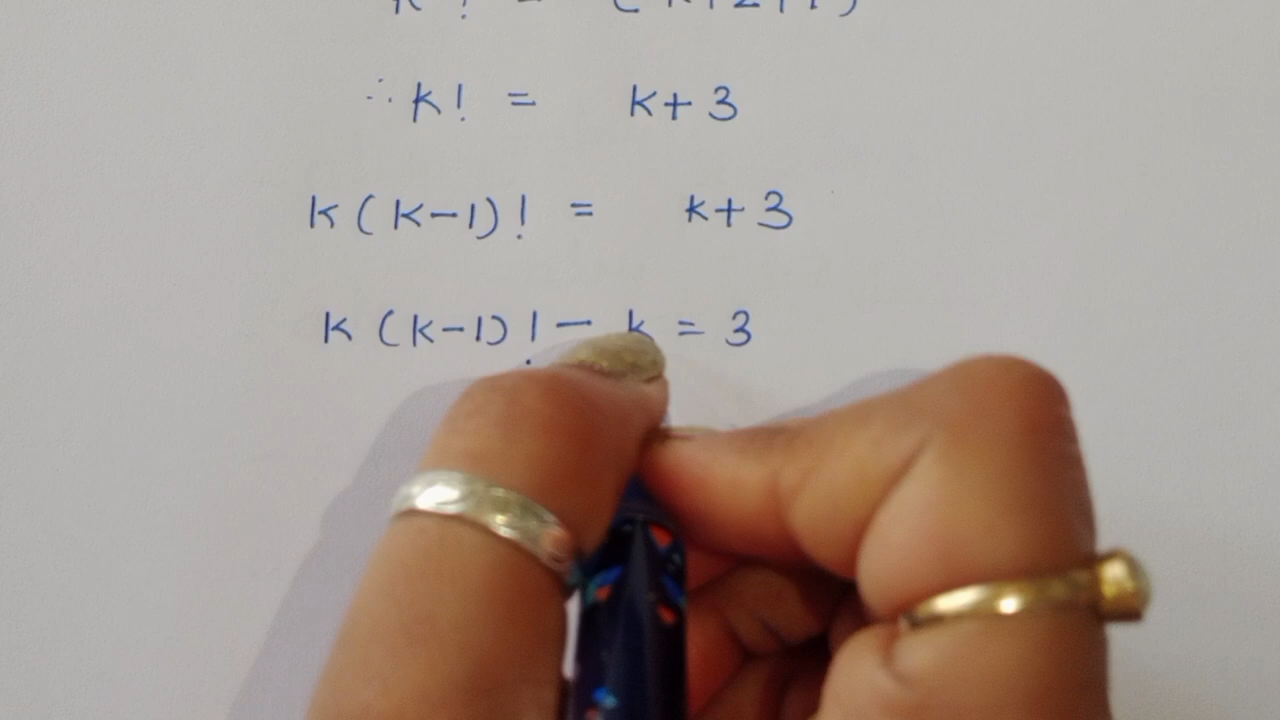 ∴ k! = k+3
k(k-1)! = k+3
k(k-1)! - k = 3